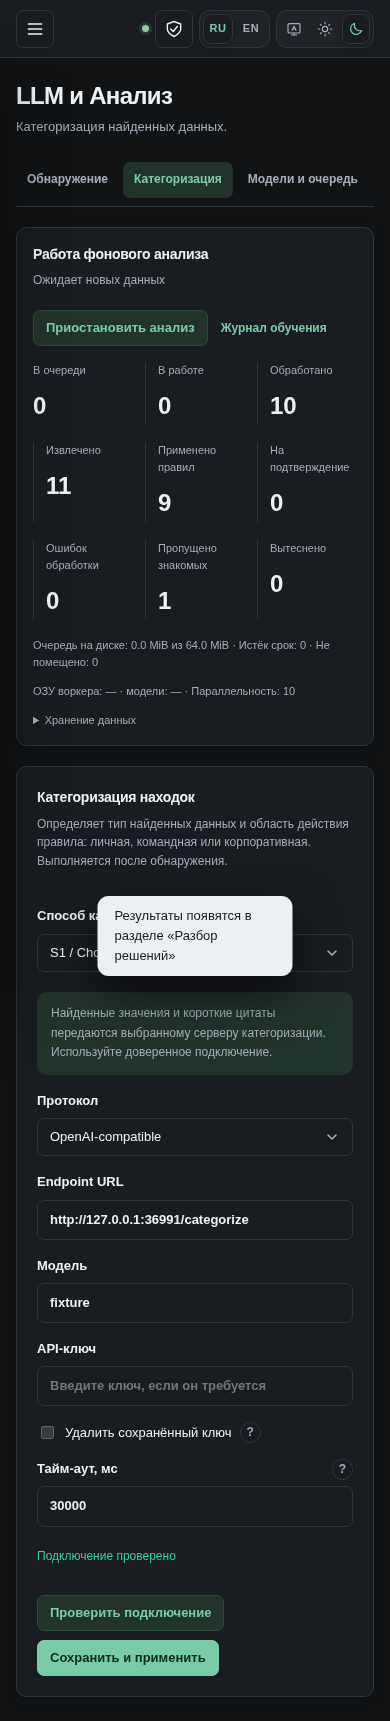 RU EN
LLM и Анализ
Категоризация найденных данных.
Обнаружение Категоризация Модели и очередь
Работа фонового анализа
Ожидает новых данных
Приостановить анализ Журнал обучения
В очереди В работе Обработано
0 0 10
Извлечено Применено На
правил подтверждение
11 9 0
Ошибок Пропущено Вытеснено
обработки знакомых
0 1 0
Очередь на диске: 0.0 MiB из 64.0 MiB · Истёк срок: 0 · Не
помещено: 0
ОЗУ воркера: — · модели: — · Параллельность: 10
Хранение данных
Категоризация находок
Определяет тип найденных данных и область действия
правила: личная, командная или корпоративная.
Выполняется после обнаружения.
Способ
Результаты появятся в
разделе «Разбор
решений»
S1 /
Найденные значения и короткие цитаты
передаются выбранному серверу категоризации.
Используйте доверенное подключение.
Протокол
OpenAI-compatible
Endpoint URL
http://127.0.0.1:36991/categorize
Модель
fixture
API-ключ
Введите ключ, если он требуется
Удалить сохранённый ключ ?
Тайм-аут, мс ?
30000
Подключение проверено
Проверить подключение
Сохранить и применить